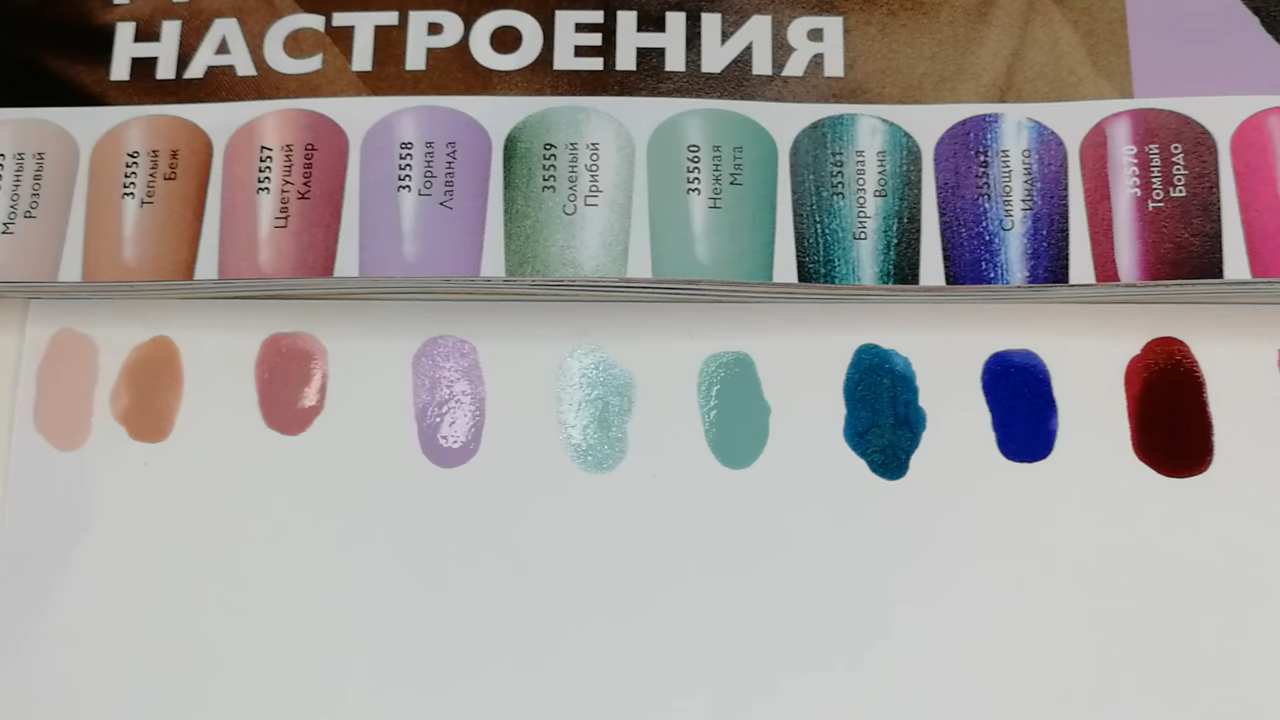 НАСТРОЕНИЯ
Молочный
Розовый
35556
Теплый
Беж
35557
Цветущий
Клевер
35558
Горная
Лаванда
35559
Соленый
Прибой
35560
Нежная
Мята
35561
Бирюзовая
Волна
35562
Сияющий
Индиго
35570
Томный
Бордо